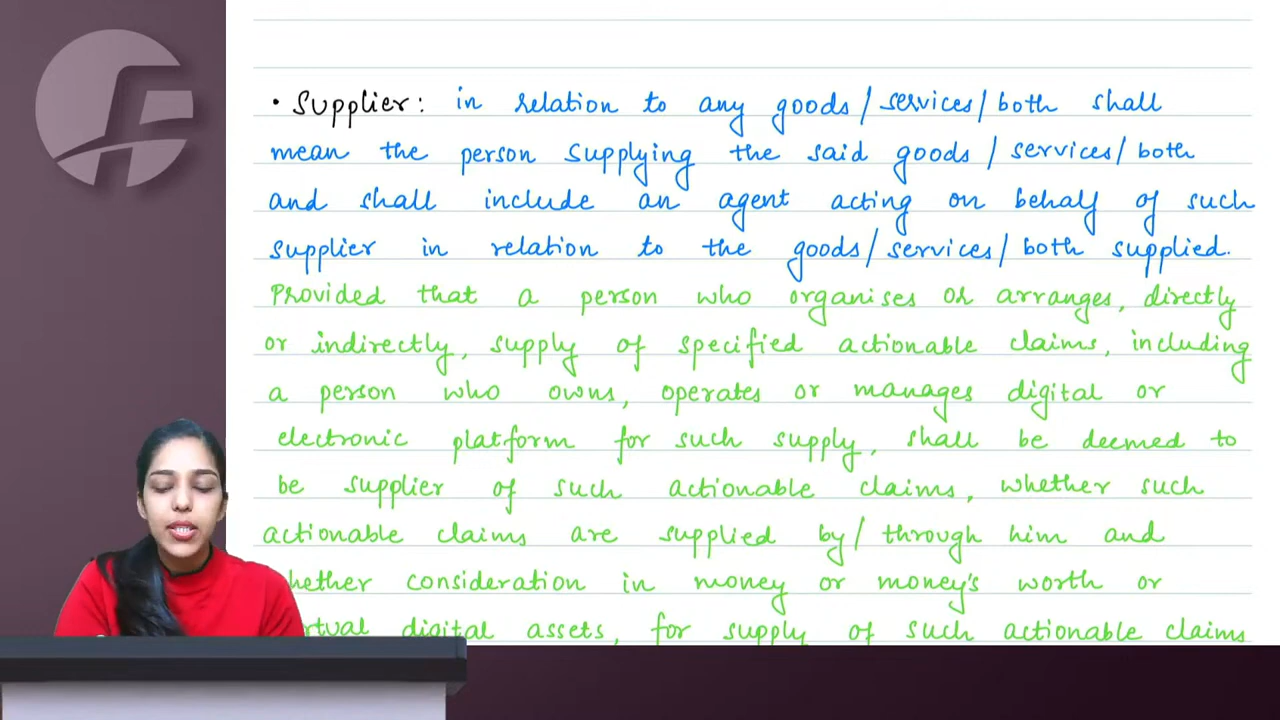 • Supplier: in relation to any goods/services/both shall
mean the person supplying the said goods/services/both
and shall include an agent acting on behalf of such
supplier in relation to the goods/services/both supplied.
Provided that a person who organises or arranges, directly
or indirectly, supply of specified actionable claims, including
a person who owns, operates or manages digital or
electronic platform for such supply, shall be deemed to
be supplier of such actionable claims, whether such
actionable claims are supplied by/through him and
hether consideration in money or money's worth or
rtual digital assets, for supply of such actionable claims